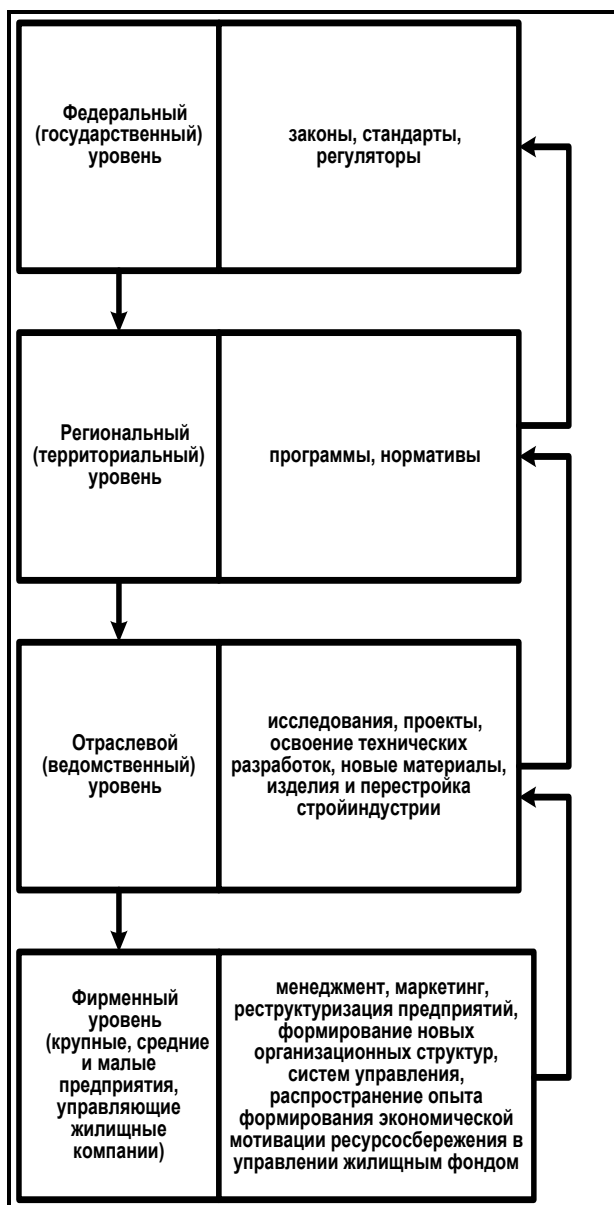 Федеральный
(государственный)
уровень
законы, стандарты,
регуляторы
Региональный
(территориальный)
уровень
программы, нормативы
Отраслевой
(ведомственный)
уровень
исследования, проекты,
освоение технических
разработок, новые материалы,
изделия и перестройка
стройиндустрии
Фирменный
уровень
(крупные, средние
и малые
предприятия,
управляющие
жилищные
компании)
менеджмент, маркетинг,
реструктуризация предприятий,
формирование новых
организационных структур,
систем управления,
распространение опыта
формирования экономической
мотивации ресурсосбережения в
управлении жилищным фондом